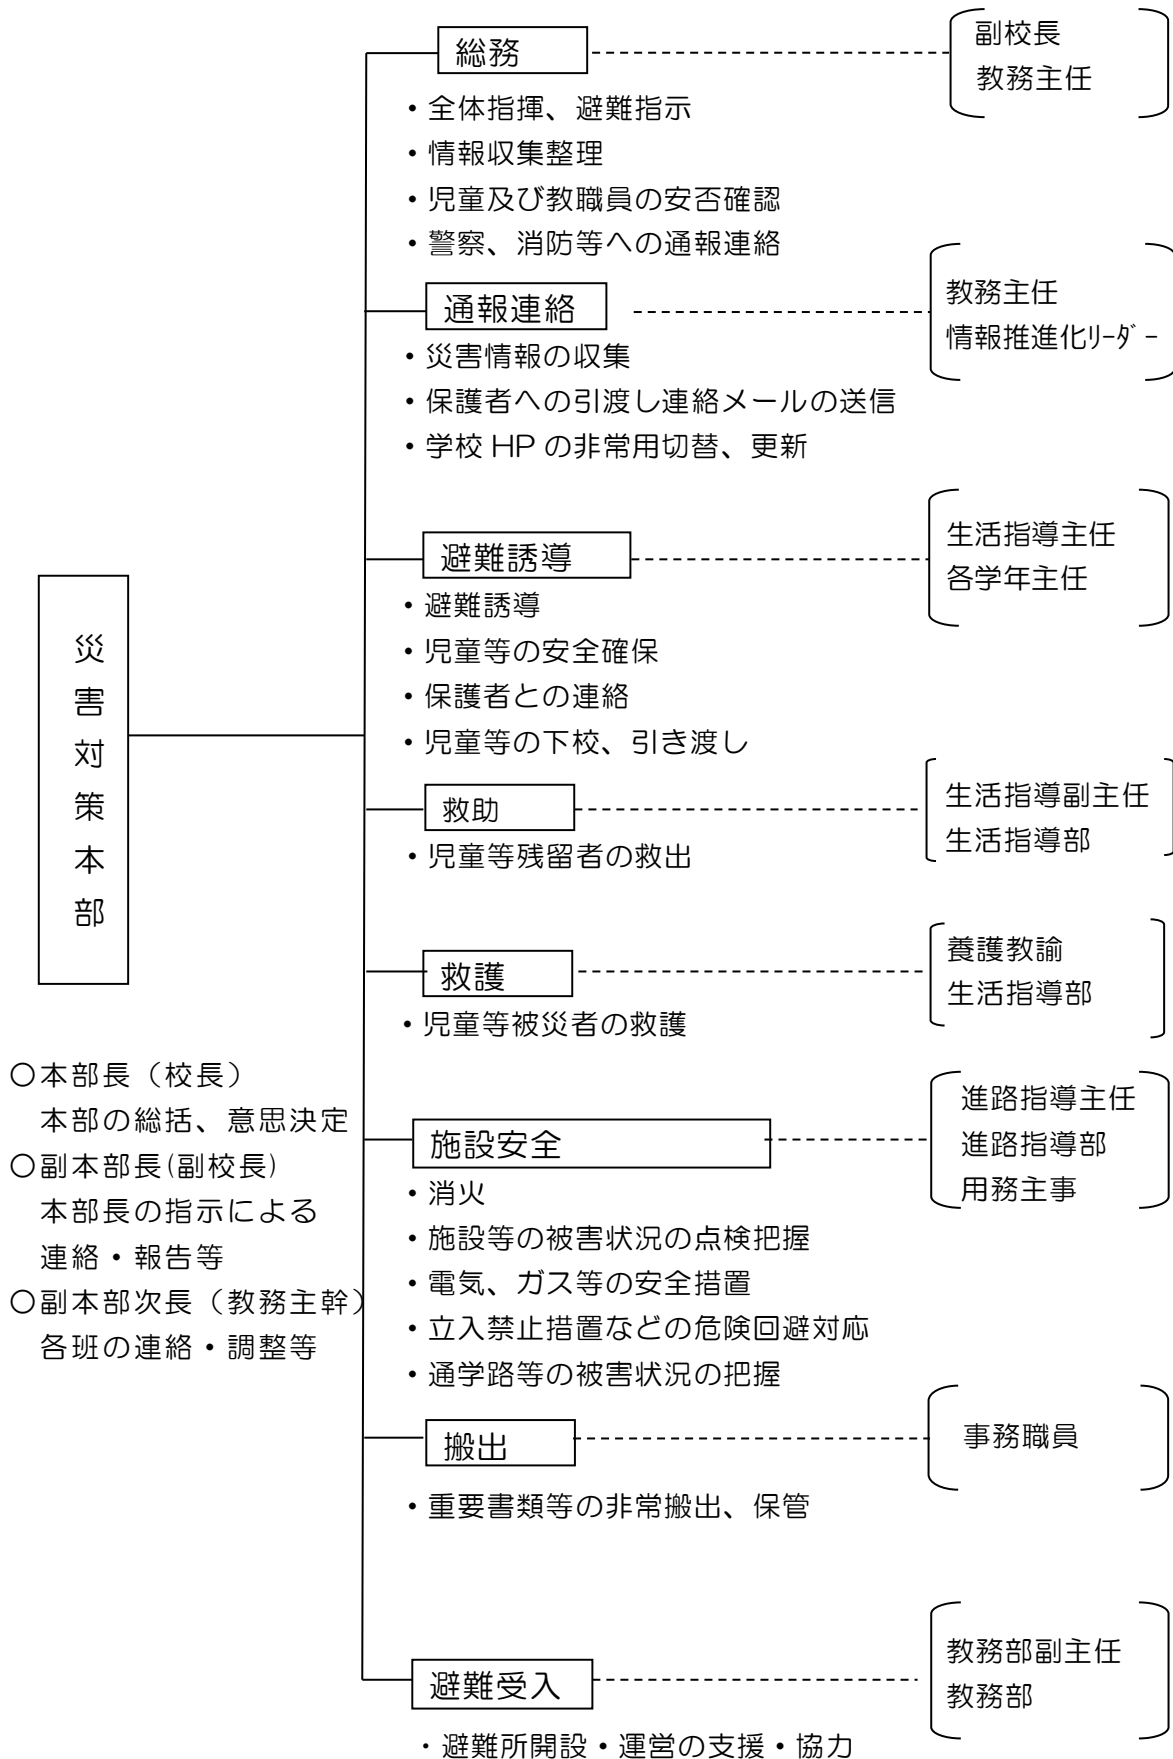 総務
副校長
教務主任
・全体指揮、避難指示
・情報収集整理
・児童及び教職員の安否確認
・警察、消防等への通報連絡
通報連絡
教務主任
情報推進化ﾘｰﾀﾞｰ
・災害情報の収集
・保護者への引渡し連絡メールの送信
・学校 HP の非常用切替、更新
避難誘導
生活指導主任
各学年主任
・避難誘導
・児童等の安全確保
・保護者との連絡
・児童等の下校、引き渡し
災害対策本部
救助
生活指導副主任
生活指導部
・児童等残留者の救出
救護
養護教諭
生活指導部
・児童等被災者の救護
〇本部長（校長）
本部の総括、意思決定
〇副本部長(副校長)
本部長の指示による
連絡・報告等
〇副本部次長（教務主幹）
各班の連絡・調整等
施設安全
進路指導主任
進路指導部
用務主事
・消火
・施設等の被害状況の点検把握
・電気、ガス等の安全措置
・立入禁止措置などの危険回避対応
・通学路等の被害状況の把握
搬出
事務職員
・重要書類等の非常搬出、保管
避難受入
教務部副主任
教務部
・避難所開設・運営の支援・協力